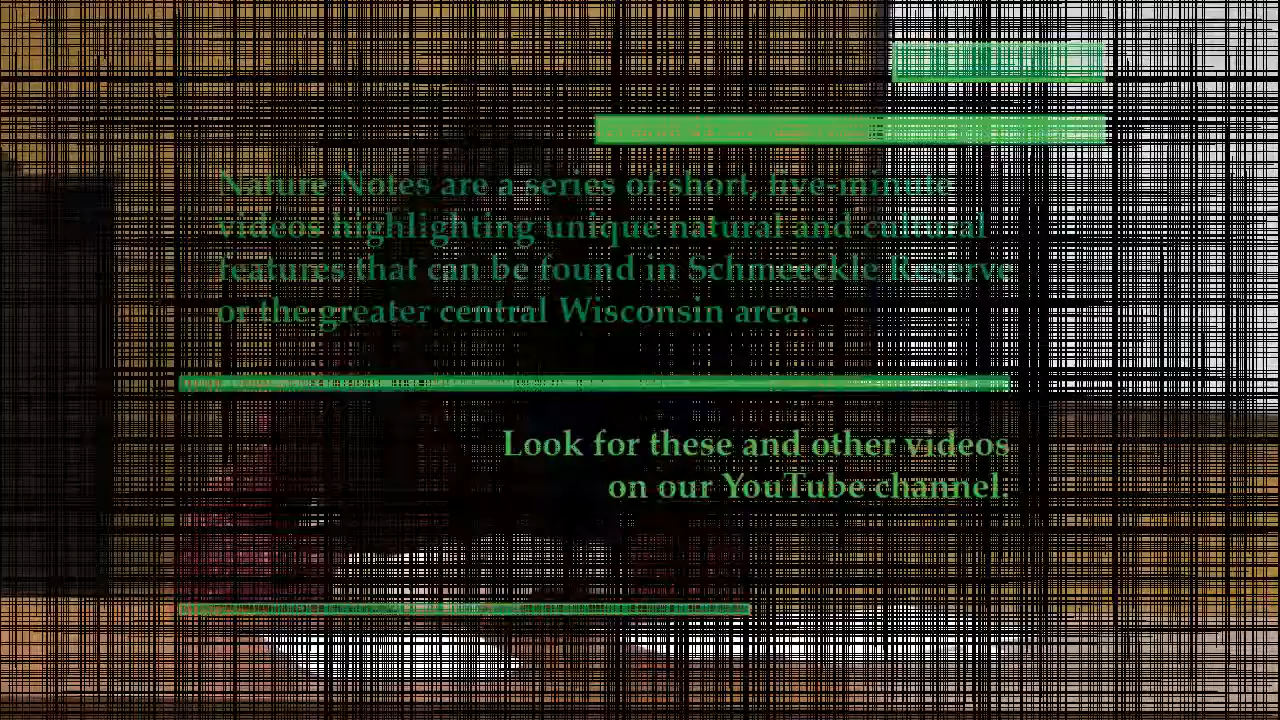 Nature Notes are a series of short, five-minute
videos highlighting unique natural and cultural
features that can be found in Schmeeckle Reserve
or the greater central Wisconsin area.
Look for these and other videos
on our YouTube channel.